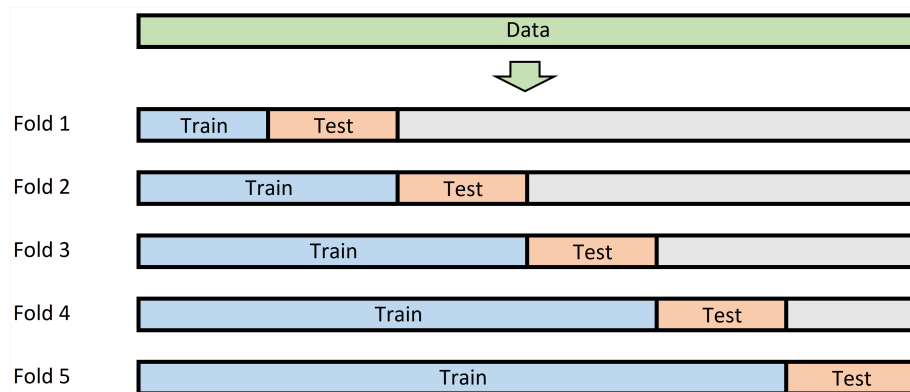 Data
Fold 1 Train Test
Fold 2 Train Test
Fold 3 Train Test
Fold 4 Train Test
Fold 5 Train Test